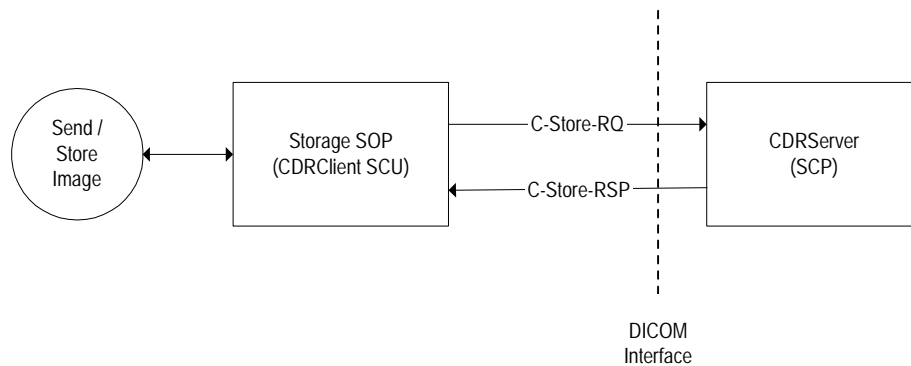 Send /
Store
Image
Storage SOP
(CDRClient SCU)
C-Store-RQ
C-Store-RSP
CDRServer
(SCP)
DICOM
Interface